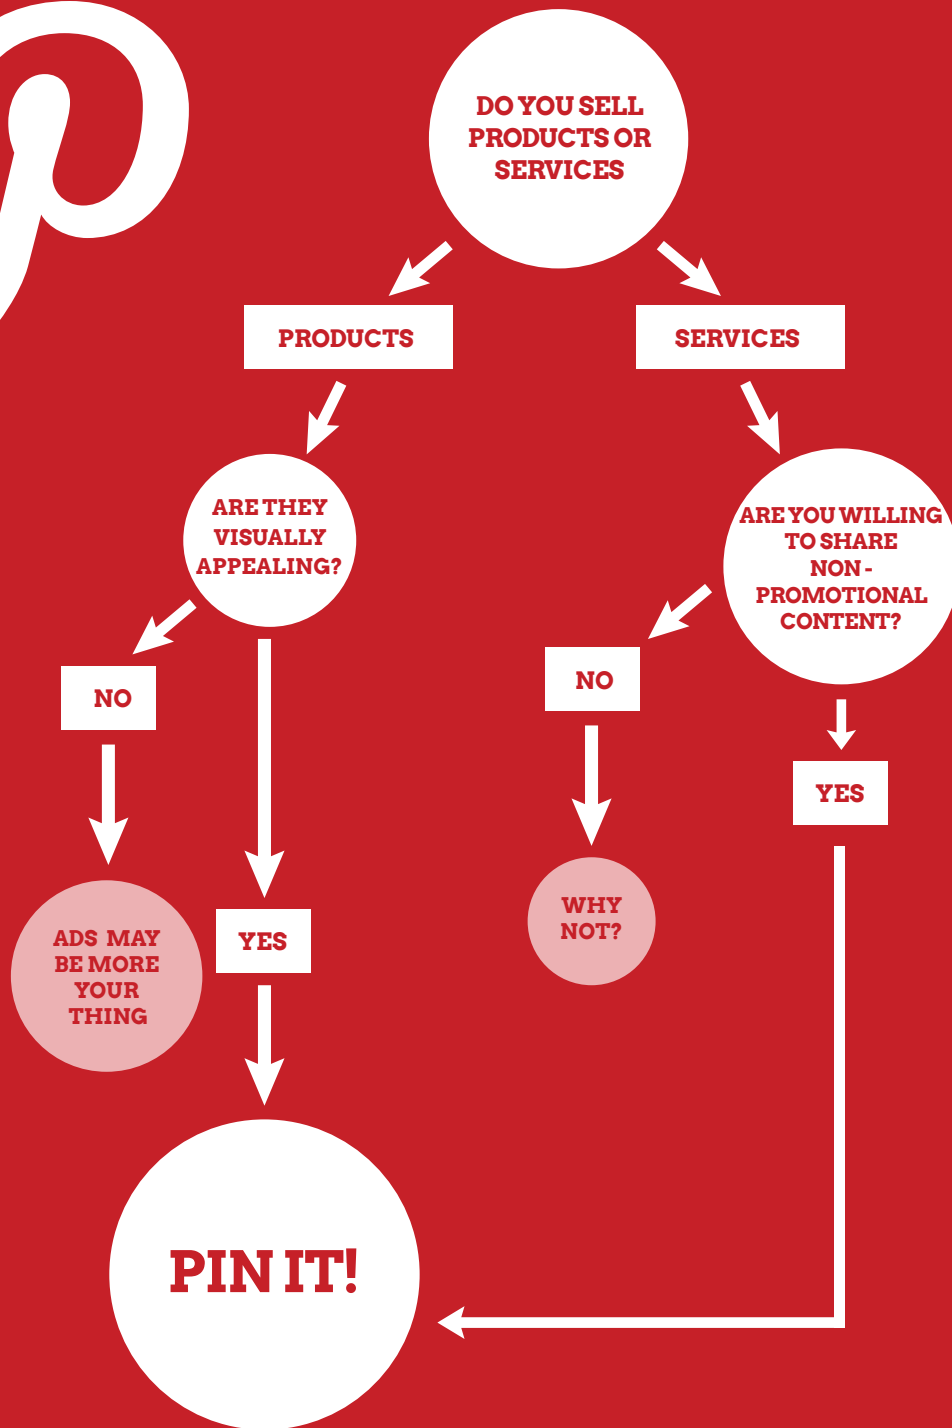 DO YOU SELL
PRODUCTS OR
SERVICES
PRODUCTS
SERVICES
ARE THEY
VISUALLY
APPEALING?
ARE YOU WILLING
TO SHARE
NON -
PROMOTIONAL
CONTENT?
NO
NO
YES
WHY
NOT?
ADS MAY
BE MORE
YOUR
THING
YES
PIN IT!